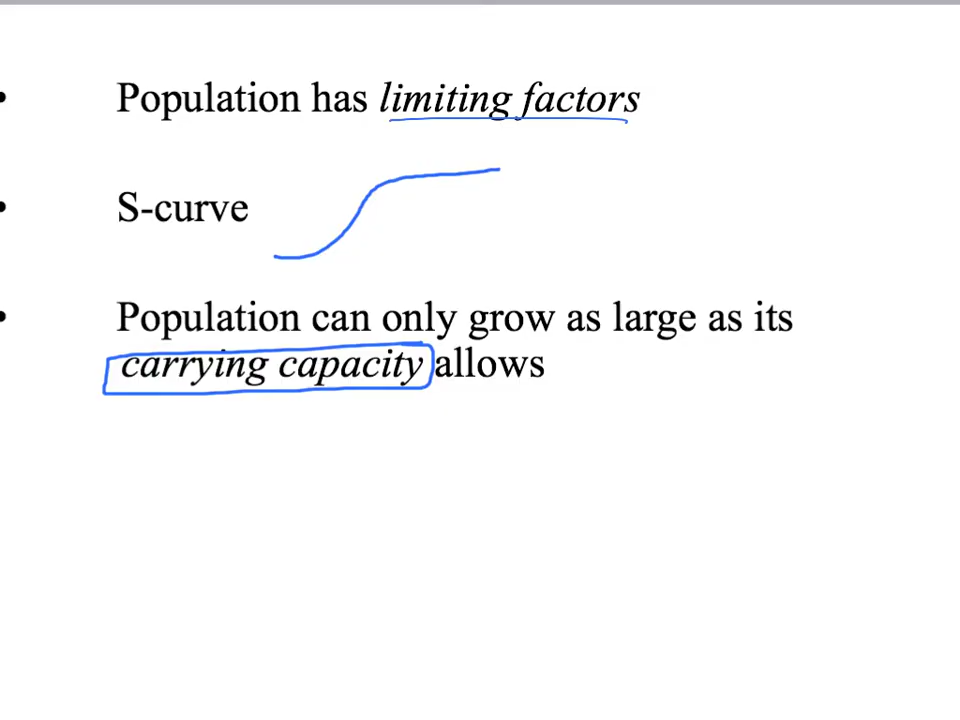 • Population has limiting factors
• S-curve
• Population can only grow as large as its
carrying capacity allows